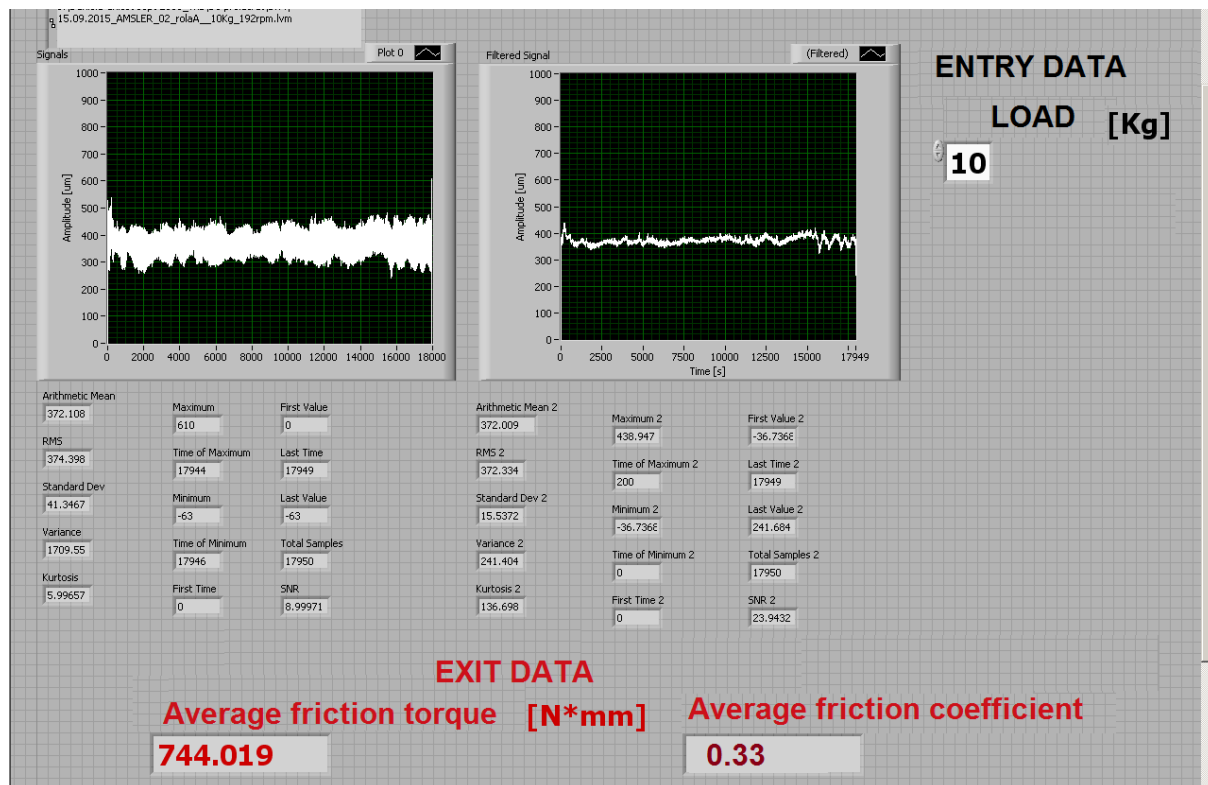 15.09.2015_AMSLER_02_rolaA__10Kg_192rpm.lvm
Signals
Plot 0
Amplitude [um]
1000
900
800
700
600
500
400
300
200
100
0
0 2000 4000 6000 8000 10000 12000 14000 16000 18000
Filtered Signal
(Filtered)
Amplitude [um]
1000
900
800
700
600
500
400
300
200
100
0
0 2500 5000 7500 10000 12500 15000 17949
Time [s]
ENTRY DATA
LOAD [Kg]
10
Arithmetic Mean
372.108
RMS
374.398
Standard Dev
41.3467
Variance
1709.55
Kurtosis
5.99657
Maximum
610
Time of Maximum
17944
Minimum
-63
Time of Minimum
17946
First Time
0
First Value
0
Last Time
17949
Last Value
-63
Total Samples
17950
SNR
8.99971
Arithmetic Mean 2
372.009
RMS 2
372.334
Standard Dev 2
15.5372
Variance 2
241.404
Kurtosis 2
136.698
Maximum 2
438.947
Time of Maximum 2
200
Minimum 2
-36.7368
Time of Minimum 2
0
First Time 2
0
First Value 2
-36.7368
Last Time 2
17949
Last Value 2
241.684
Total Samples 2
17950
SNR 2
23.9432
EXIT DATA
Average friction torque [N*mm]
744.019
Average friction coefficient
0.33